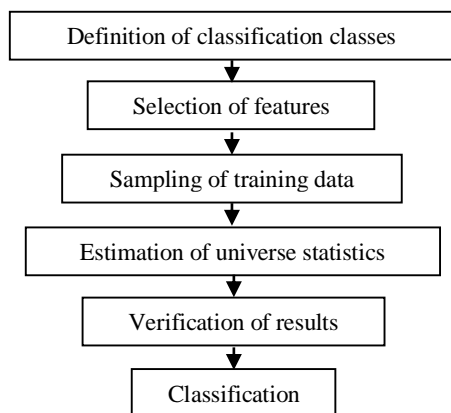 Definition of classification classes
Selection of features
Sampling of training data
Estimation of universe statistics
Verification of results
Classification